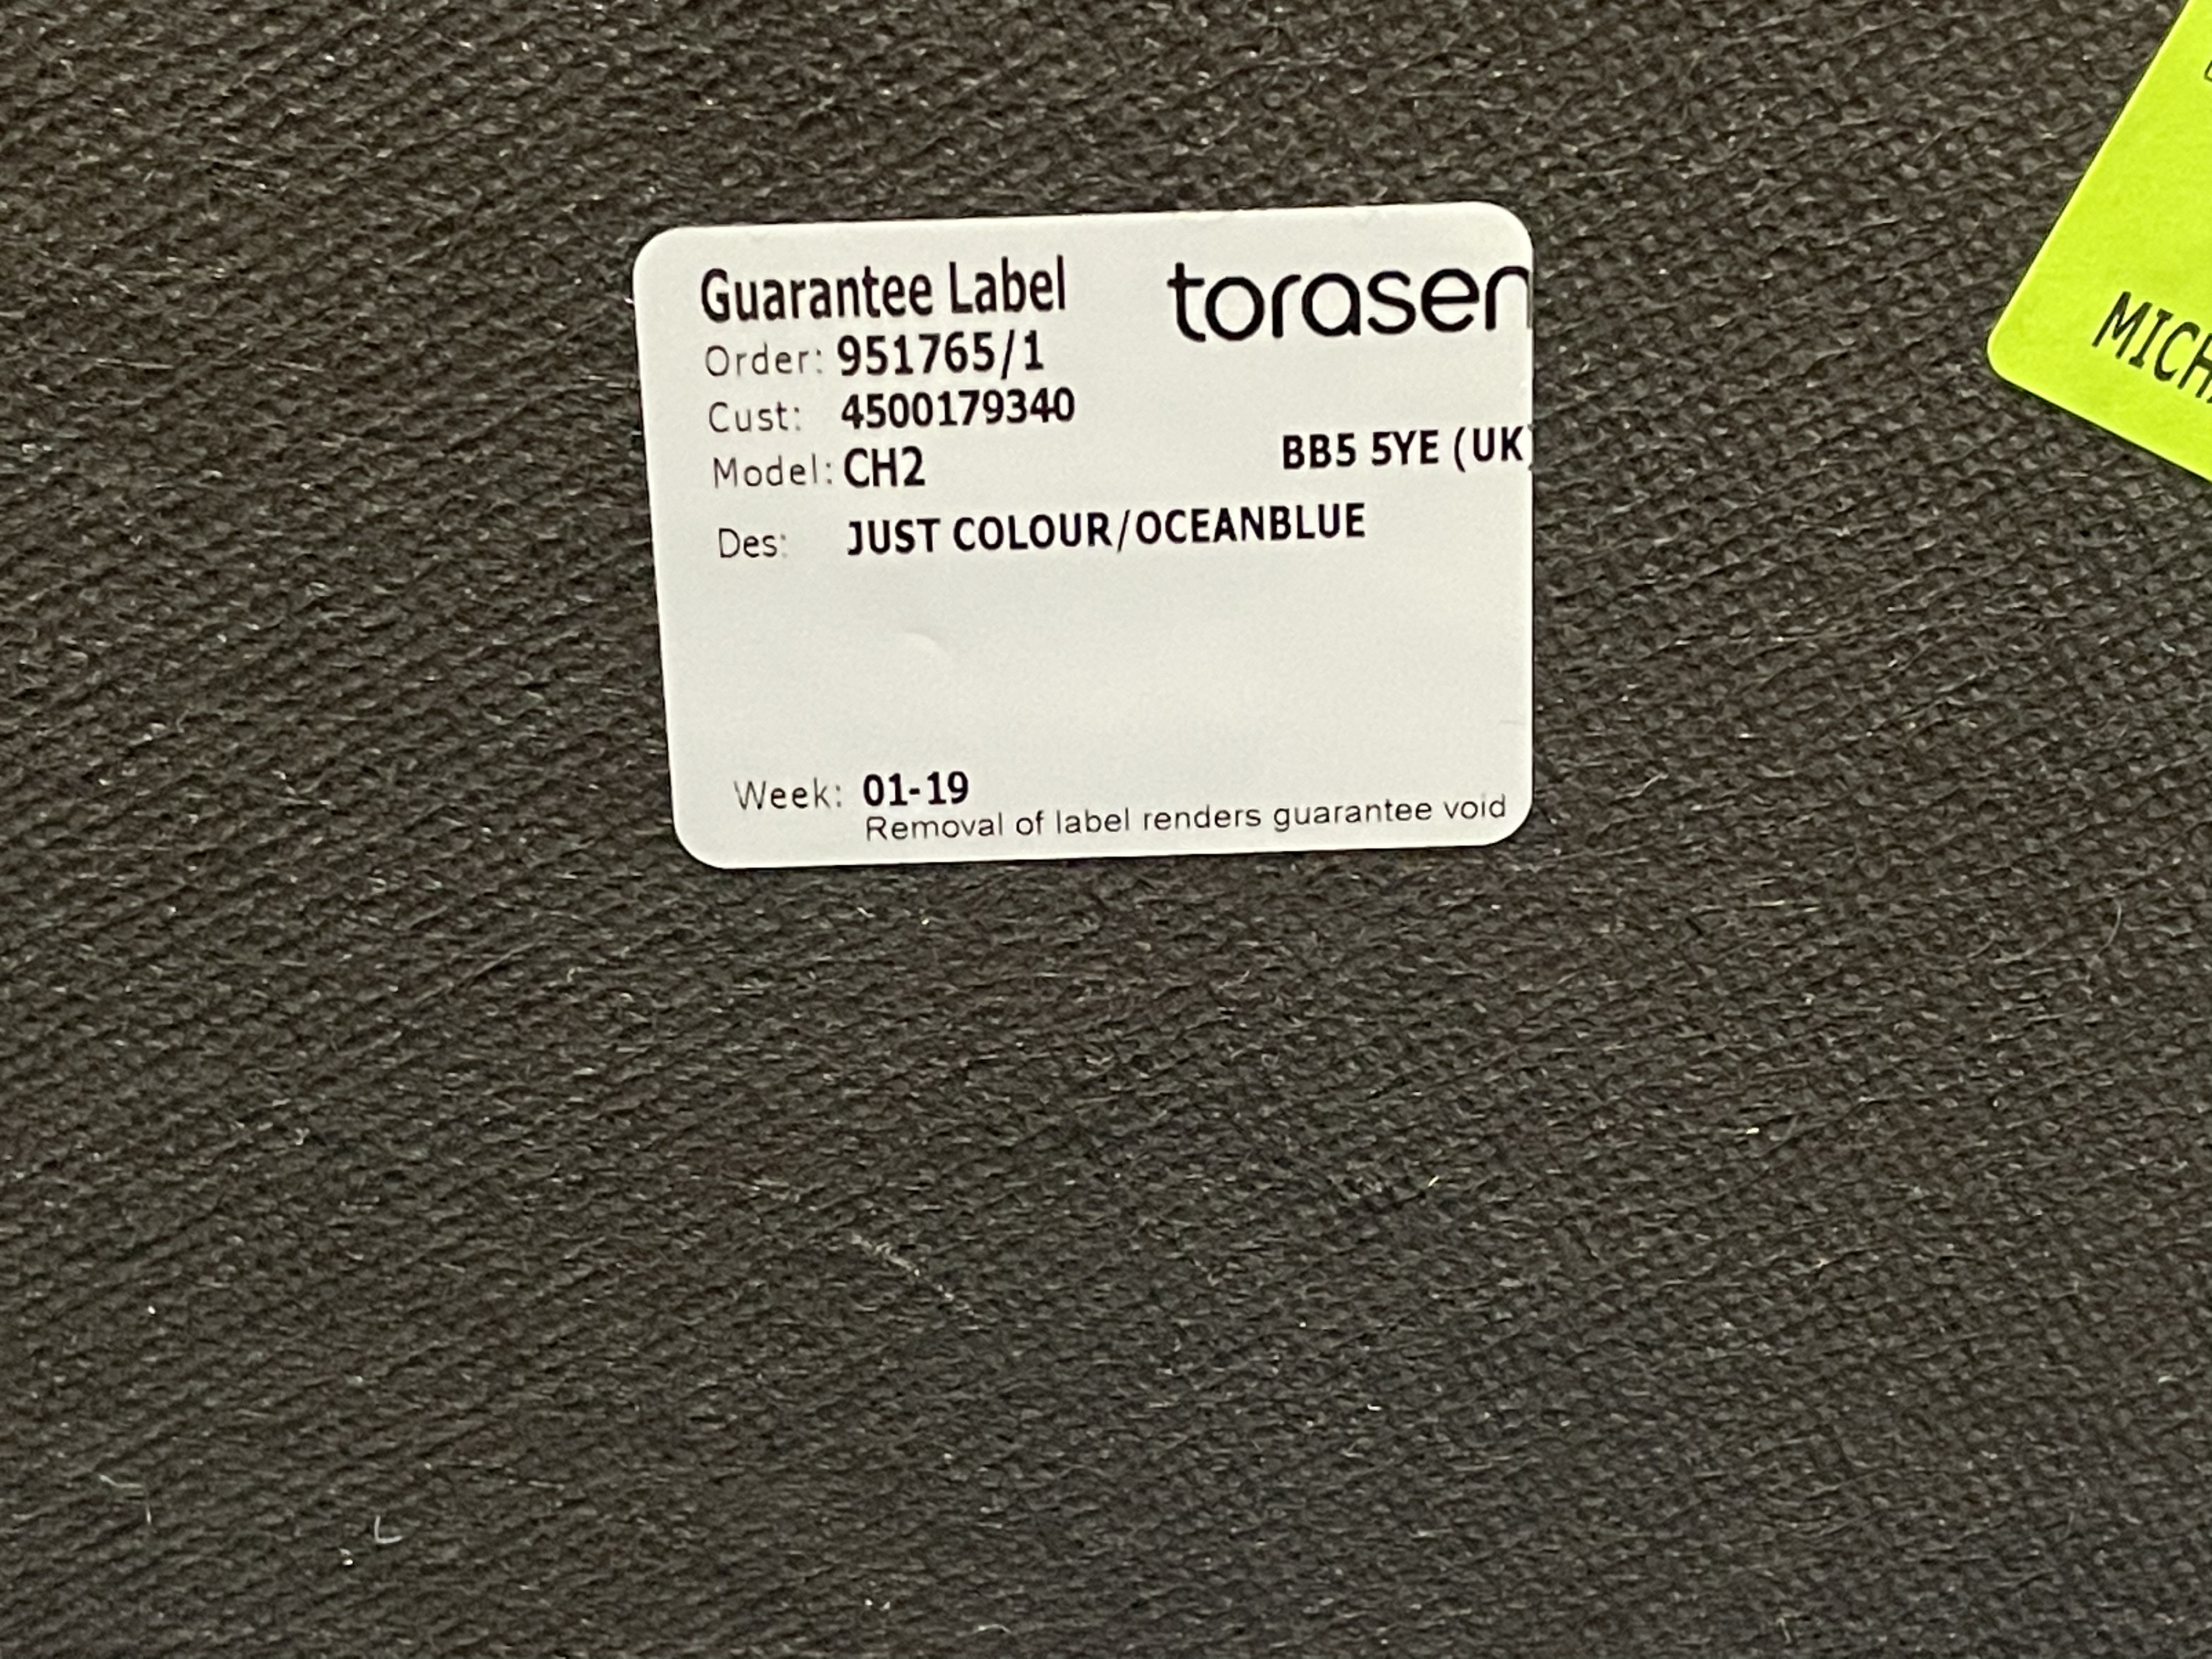 Guarantee Label
torasen
Order: 951765/1
Cust: 4500179340
Model: CH2
BB5 5YE (UK)
Des: JUST COLOUR/OCEANBLUE
Week: 01-19
Removal of label renders guarantee void
MICH